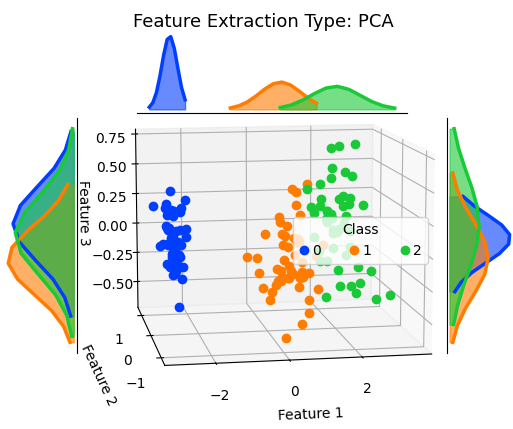 Feature Extraction Type: PCA
0.75
0.50
0.25
0.00
−0.25
−0.50
Feature 3
Class
0 1 2
1
0
−1
Feature 2
−2
0
2
Feature 1